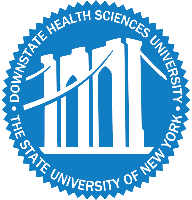 DOWNSTATE HEALTH SCIENCES UNIVERSITY
THE STATE UNIVERSITY OF NEW YORK